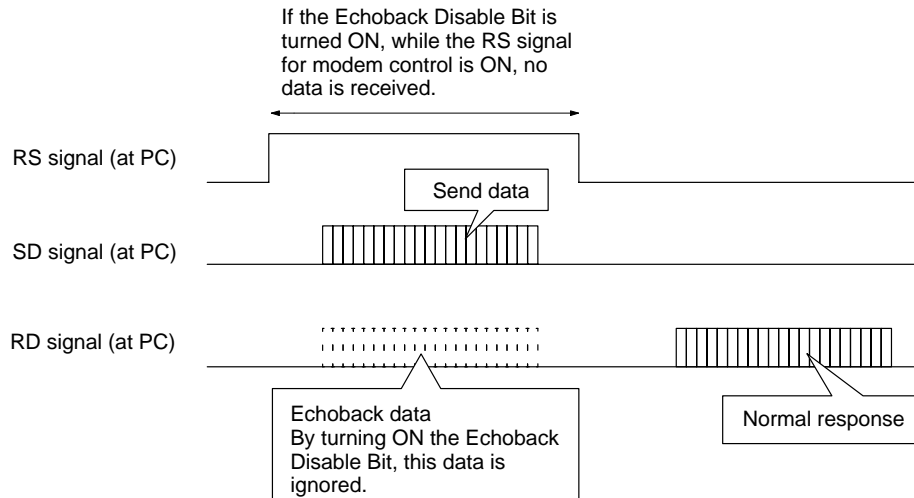 If the Echoback Disable Bit is
turned ON, while the RS signal
for modem control is ON, no
data is received.
RS signal (at PC)
Send data
SD signal (at PC)
RD signal (at PC)
Echoback data
By turning ON the Echoback
Disable Bit, this data is
ignored.
Normal response